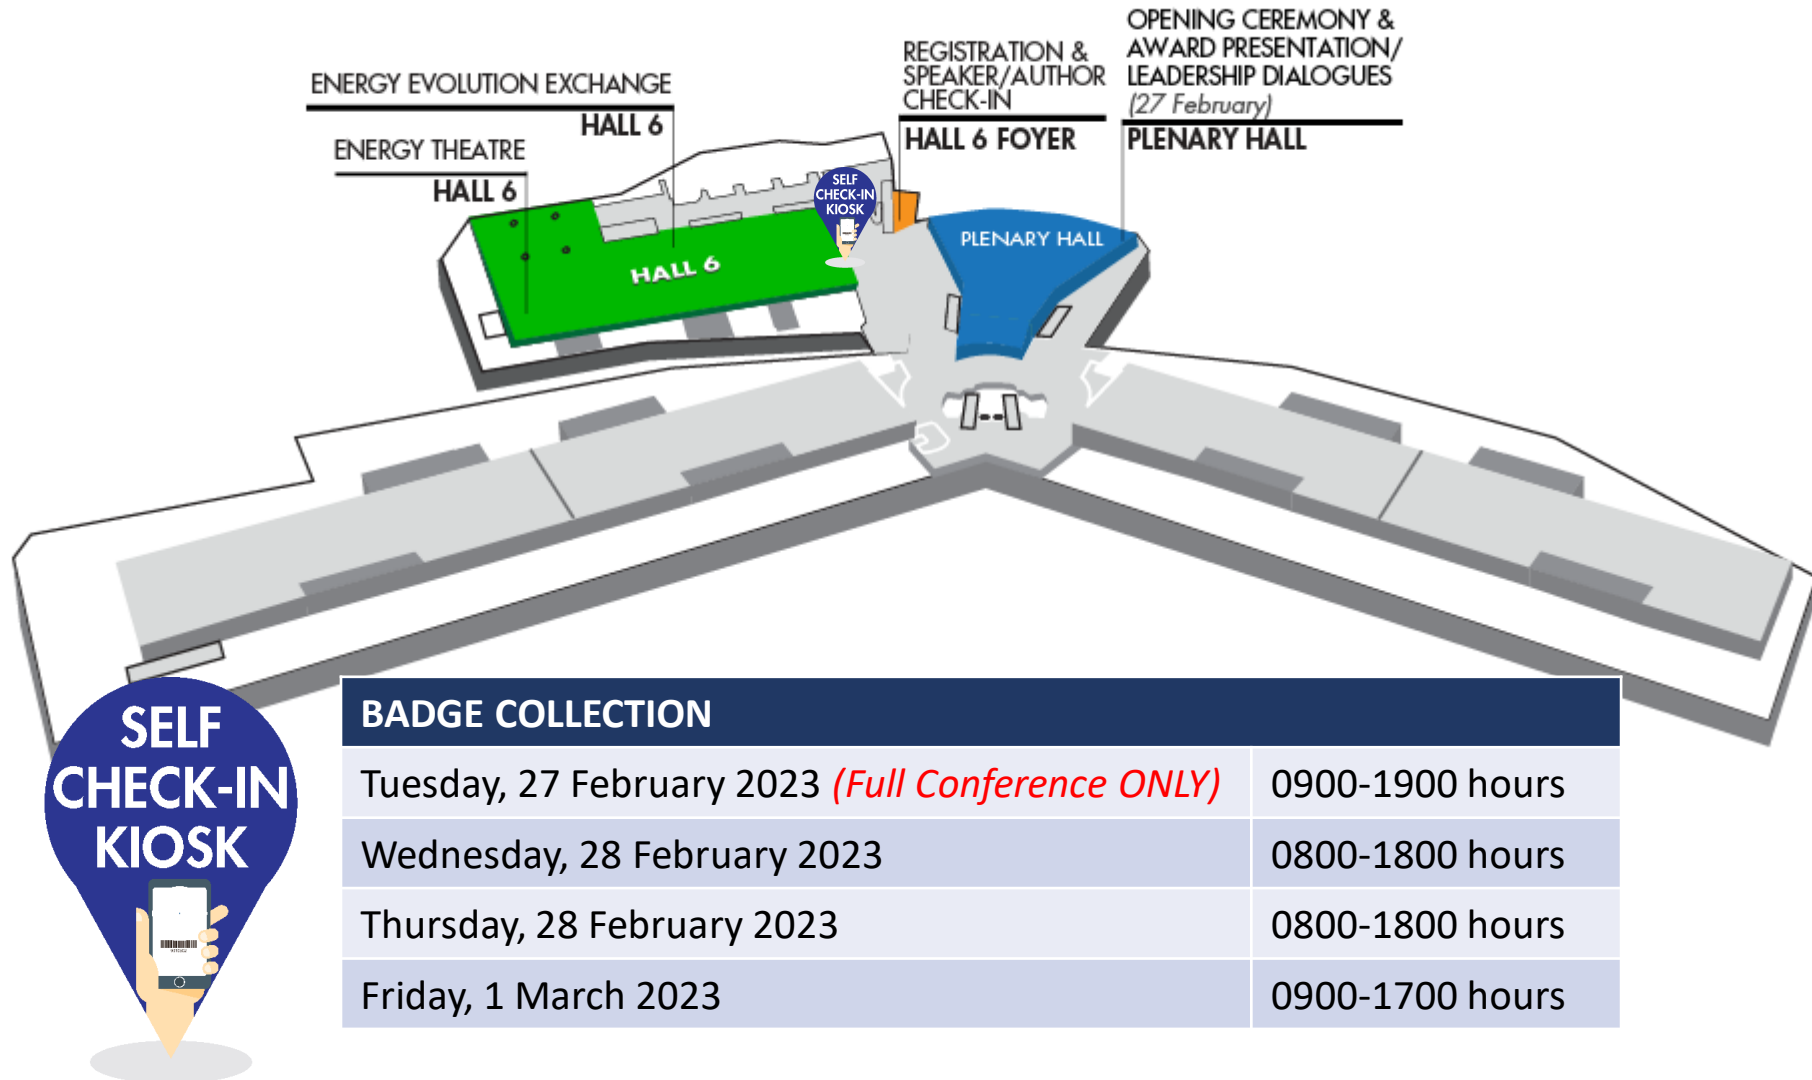 OPENING CEREMONY &
AWARD PRESENTATION/
LEADERSHIP DIALOGUES
(27 February)
PLENARY HALL
REGISTRATION &
SPEAKER/AUTHOR
CHECK-IN
HALL 6 FOYER
ENERGY EVOLUTION EXCHANGE
HALL 6
ENERGY THEATRE
HALL 6
SELF
CHECK-IN
KIOSK
PLENARY HALL
HALL 6
SELF
CHECK-IN
KIOSK
BADGE COLLECTION
Tuesday, 27 February 2023 (Full Conference ONLY) 0900-1900 hours
Wednesday, 28 February 2023 0800-1800 hours
Thursday, 28 February 2023 0800-1800 hours
Friday, 1 March 2023 0900-1700 hours